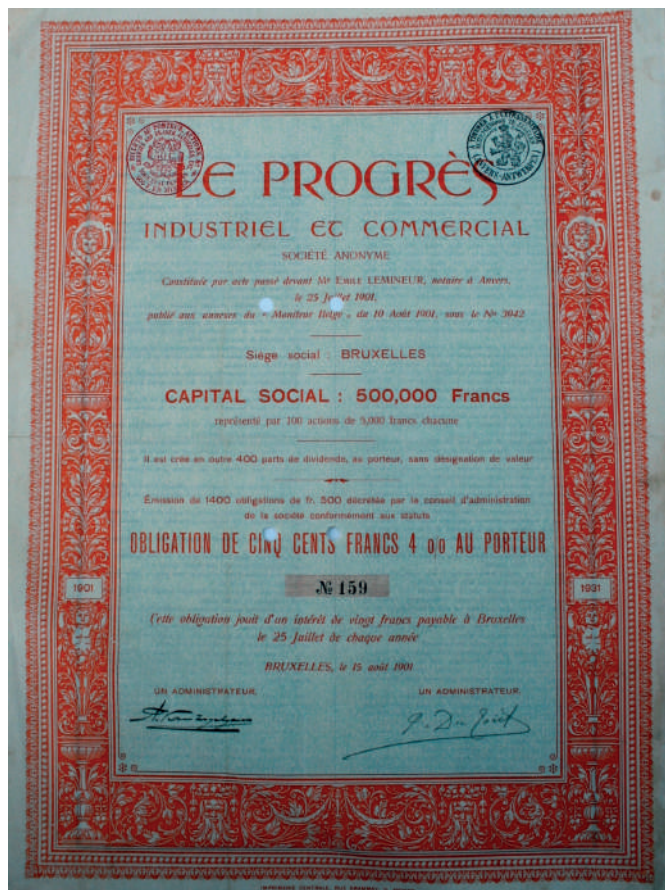 LE PROGRÈS
INDUSTRIEL ET COMMERCIAL
SOCIÉTÉ ANONYME
Constituée par acte passé devant Me EMILE LEMINEUR, notaire à Anvers,
le 25 Juillet 1901,
publié aux annexes du " Moniteur Belge „ du 10 Août 1901, sous le No 3942
Siège social : BRUXELLES
CAPITAL SOCIAL : 500,000 Francs
représenté par 100 actions de 5,000 francs chacune
Il est crée en outre 400 parts de dividende, au porteur, sans désignation de valeur
Émission de 1400 obligations de fr. 500 décrétée par le conseil d'administration
de la société conformément aux statuts
OBLIGATION DE CINQ CENTS FRANCS 4 o/o AU PORTEUR
1901
№ 159
1931
Cette obligation jouit d'un intérêt de vingt francs payable à Bruxelles
le 25 Juillet de chaque année
BRUXELLES, le 15 août 1901
UN ADMINISTRATEUR,
UN ADMINISTRATEUR,